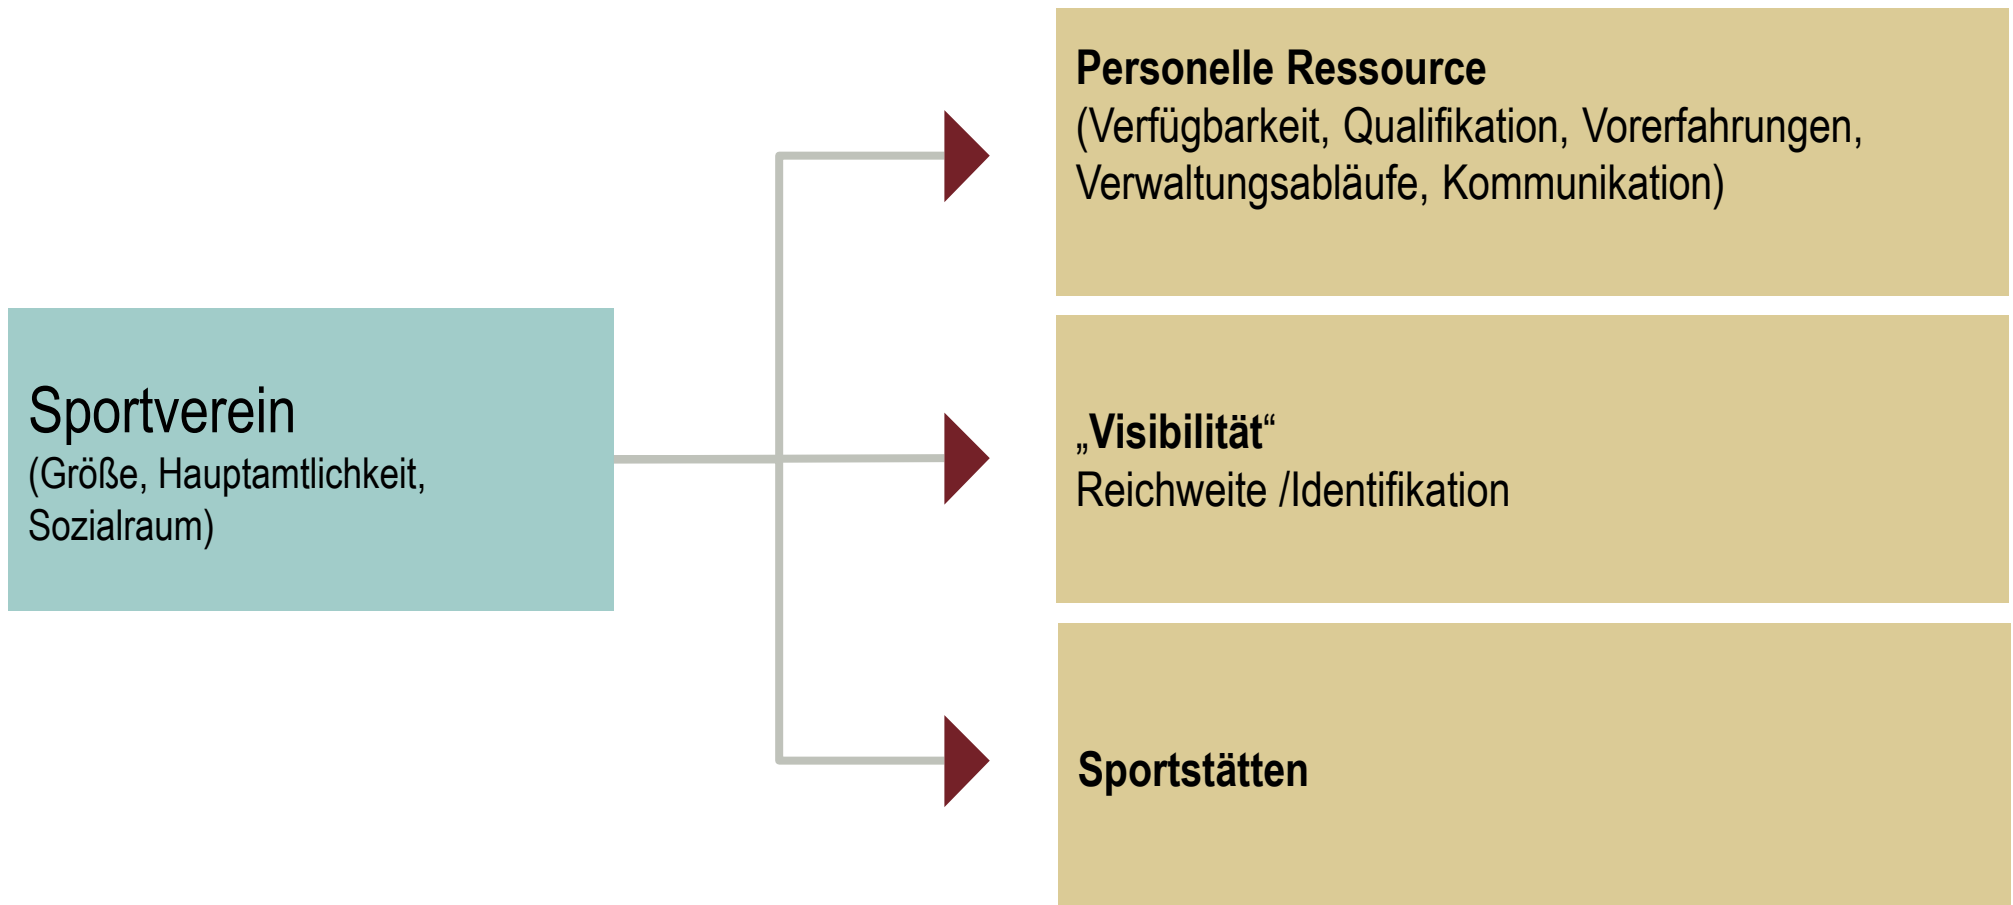 Personelle Ressource
(Verfügbarkeit, Qualifikation, Vorerfahrungen,
Verwaltungsabläufe, Kommunikation)
Sportverein
(Größe, Hauptamtlichkeit,
Sozialraum)
„Visibilität“
Reichweite /Identifikation
Sportstätten